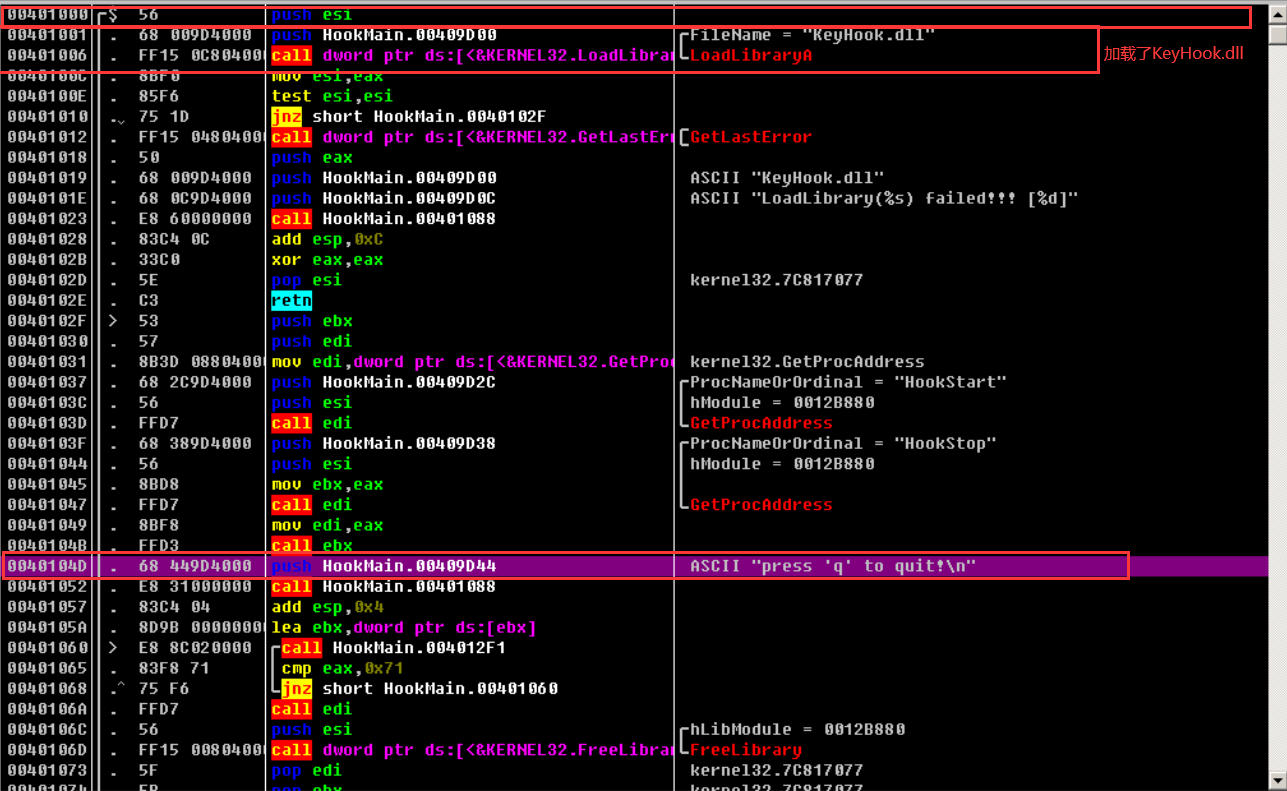 00401000 $ 56 push esi
00401001 . 68 009D4000 push HookMain.00409D00 FileName = "KeyHook.dll"
00401006 . FF15 0C804000 call dword ptr ds:[<&KERNEL32.LoadLibrar LoadLibraryA
加载了KeyHook.dll
0040100C . 8BF0 mov esi,eax
0040100E . 85F6 test esi,esi
00401010 . 75 1D jnz short HookMain.0040102F
00401012 . FF15 04804000 call dword ptr ds:[<&KERNEL32.GetLastErr GetLastError
00401018 . 50 push eax
00401019 . 68 009D4000 push HookMain.00409D00 ASCII "KeyHook.dll"
0040101E . 68 0C9D4000 push HookMain.00409D0C ASCII "LoadLibrary(%s) failed!!! [%d]"
00401023 . E8 60000000 call HookMain.00401088
00401028 . 83C4 0C add esp,0xC
0040102B . 33C0 xor eax,eax
0040102D . 5E pop esi kernel32.7C817077
0040102E . C3 retn
0040102F > 53 push ebx
00401030 . 57 push edi
00401031 . 8B3D 08804000 mov edi,dword ptr ds:[<&KERNEL32.GetProc kernel32.GetProcAddress
00401037 . 68 2C9D4000 push HookMain.00409D2C ProcNameOrOrdinal = "HookStart"
0040103C . 56 push esi hModule = 0012B880
0040103D . FFD7 call edi GetProcAddress
0040103F . 68 389D4000 push HookMain.00409D38 ProcNameOrOrdinal = "HookStop"
00401044 . 56 push esi hModule = 0012B880
00401045 . 8BD8 mov ebx,eax
00401047 . FFD7 call edi GetProcAddress
00401049 . 8BF8 mov edi,eax
0040104B . FFD3 call ebx
0040104D . 68 449D4000 push HookMain.00409D44 ASCII "press 'q' to quit!\n"
00401052 . E8 31000000 call HookMain.00401088
00401057 . 83C4 04 add esp,0x4
0040105A . 8D9B 00000000 lea ebx,dword ptr ds:[ebx]
00401060 > E8 8C020000 call HookMain.004012F1
00401065 . 83F8 71 cmp eax,0x71
00401068 .^ 75 F6 jnz short HookMain.00401060
0040106A . FFD7 call edi
0040106C . 56 push esi hLibModule = 0012B880
0040106D . FF15 00804000 call dword ptr ds:[<&KERNEL32.FreeLibrar FreeLibrary
00401073 . 5F pop edi kernel32.7C817077